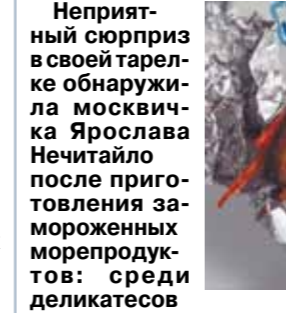 Неприят-
ный сюрприз
в своей тарел-
ке обнаружи-
ла москвич-
ка Ярослава
Нечитайло
после приго-
товления за-
мороженных
морепродук-
тов: среди
деликатесов